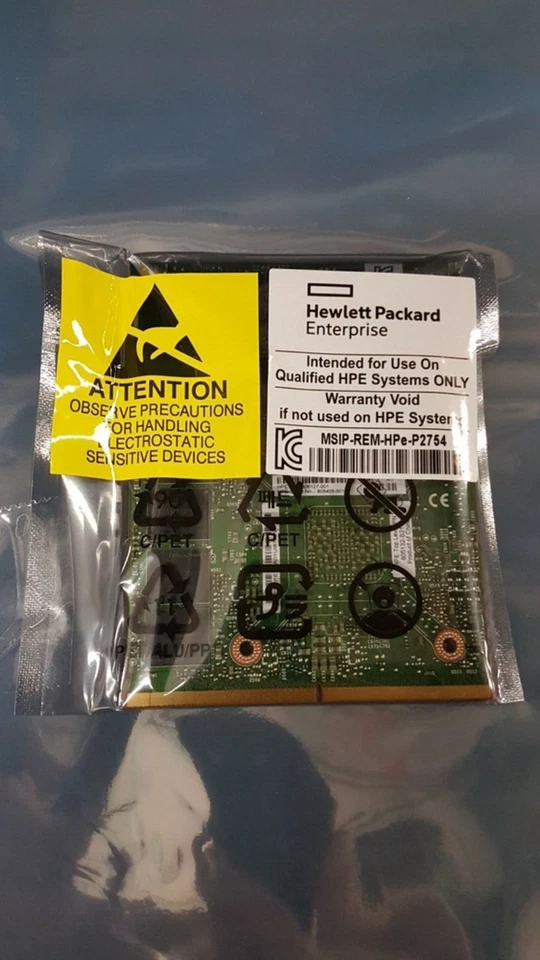 ATTENTION
OBSERVE PRECAUTIONS
FOR HANDLING
ELECTROSTATIC
SENSITIVE DEVICES
Hewlett Packard
Enterprise
Intended for Use On
Qualified HPE Systems ONLY
Warranty Void
if not used on HPE System
MSIP-REM-HPe-P2754
C/PET
C/PET
CE